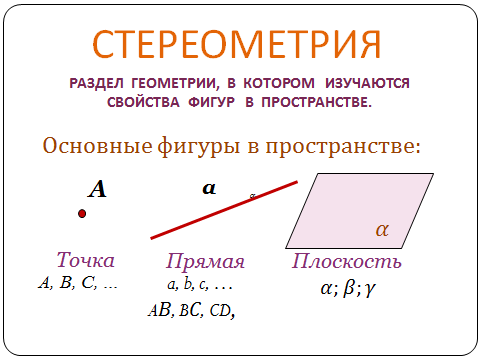 СТЕРЕОМЕТРИЯ
РАЗДЕЛ ГЕОМЕТРИИ, В КОТОРОМ ИЗУЧАЮТСЯ
СВОЙСТВА ФИГУР В ПРОСТРАНСТВЕ.
Основные фигуры в пространстве:
A
a
α
Точка
Прямая
Плоскость
A, B, C, ...
a, b, c, ...
α; β; γ
AB, BC, CD,